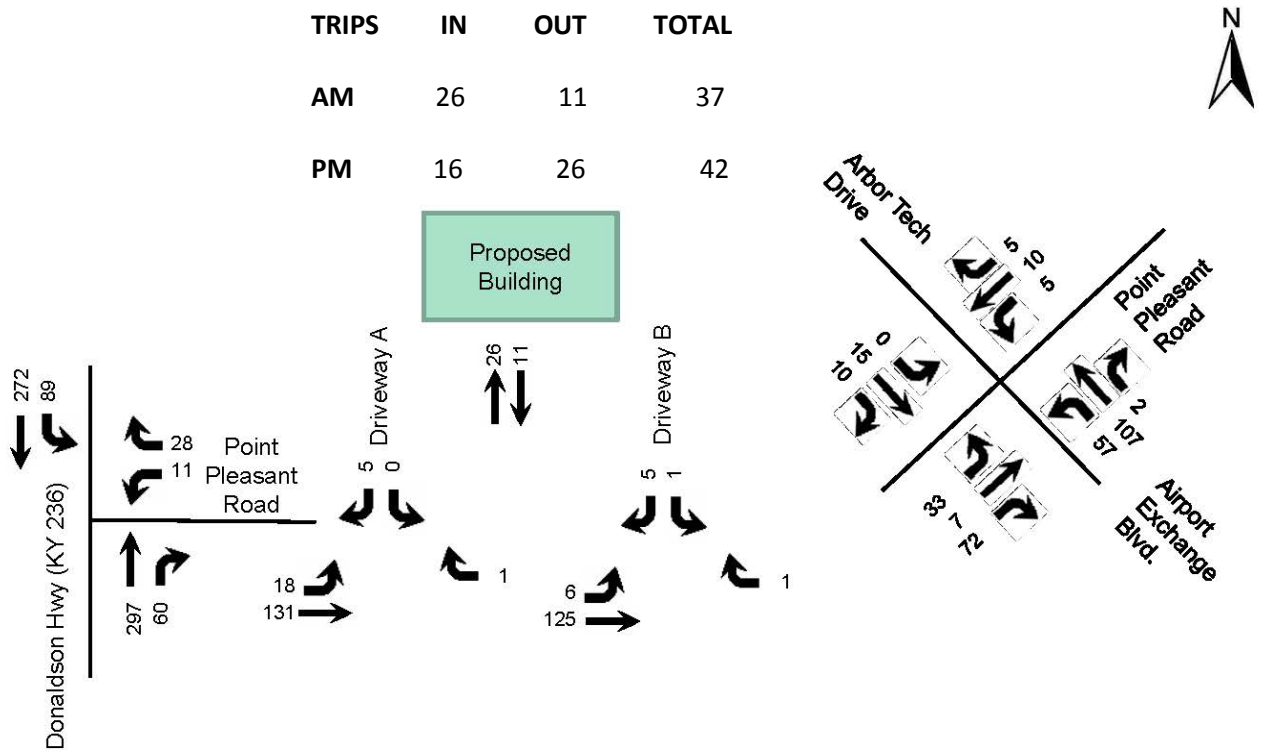 TRIPS IN OUT TOTAL
AM 26 11 37
PM 16 26 42
N
Proposed
Building
Arbor Tech
Drive
5
10
5
Point
Pleasant
Road
0
15
10
2
107
57
33
7
72
Airport
Exchange
Blvd.
272
89
28
11
Point
Pleasant
Road
297
60
Donaldson Hwy (KY 236)
Driveway A
26
11
Driveway B
5
0
18
131
1
5
1
6
125
1